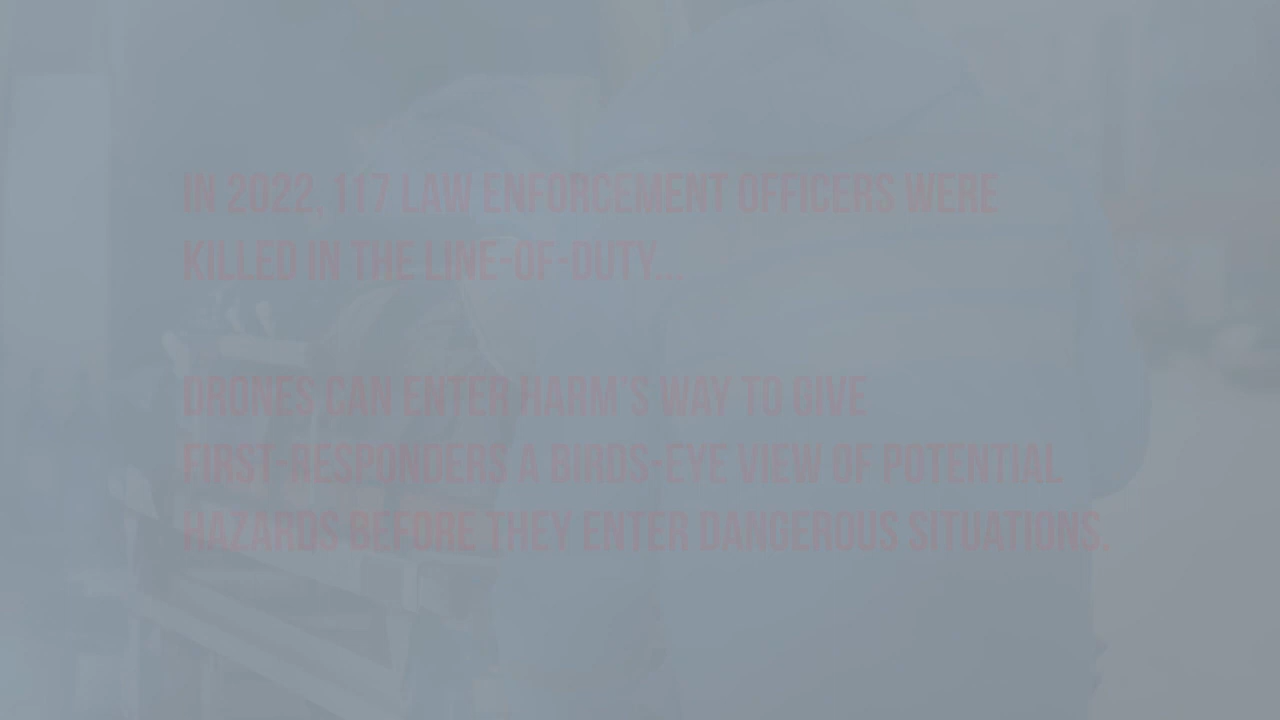 IN 2022, 117 LAW ENFORCEMENT OFFICERS WERE
KILLED IN THE LINE-OF-DUTY...
DRONES CAN ENTER HARM'S WAY TO GIVE
FIRST-RESPONDERS A BIRDS-EYE VIEW OF POTENTIAL
HAZARDS BEFORE THEY ENTER DANGEROUS SITUATIONS.